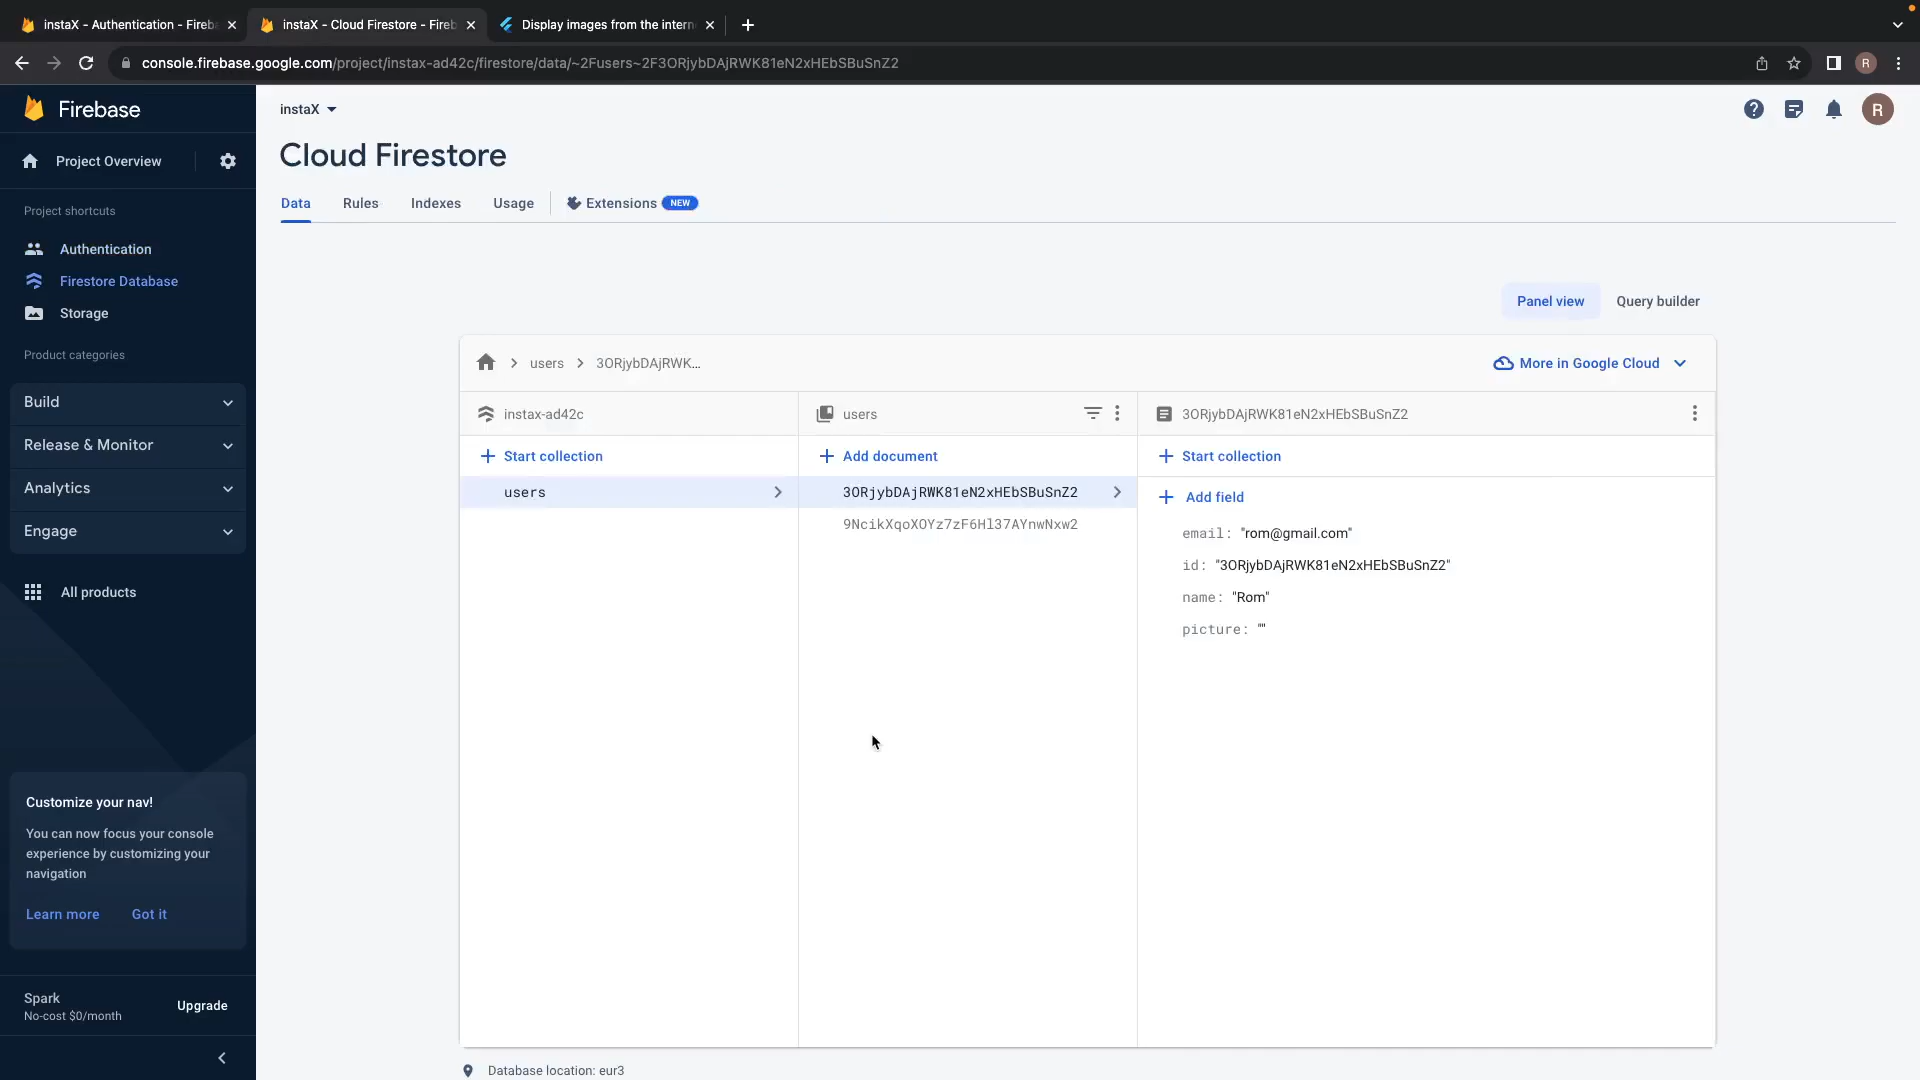 instaX - Authentication - Fireb
instaX - Cloud Firestore - Fireb
Display images from the intern
console.firebase.google.com/project/instax-ad42c/firestore/data/~2Fusers~2F3ORjybDAjRWK81eN2xHEbSBuSnZ2
R
Firebase
instaX
R
Cloud Firestore
Project Overview
Data
Rules
Indexes
Usage
Extensions
NEW
Project shortcuts
Authentication
Firestore Database
Storage
Product categories
Build
Release & Monitor
Analytics
Engage
All products
Customize your nav!
You can now focus your console
experience by customizing your
navigation
Learn more
Got it
Spark
No-cost $0/month
Upgrade
Panel view
Query builder
users
3ORjybDAjRWK...
More in Google Cloud
instax-ad42c
users
3ORjybDAjRWK81eN2xHEbSBuSnZ2
Start collection
Add document
Start collection
users
3ORjybDAjRWK81eN2xHEbSBuSnZ2
9NcikXqoXOYz7zF6Hl37AYnwNxw2
Add field
email: "rom@gmail.com"
id: "3ORjybDAjRWK81eN2xHEbSBuSnZ2"
name: "Rom"
picture: ""
Database location: eur3